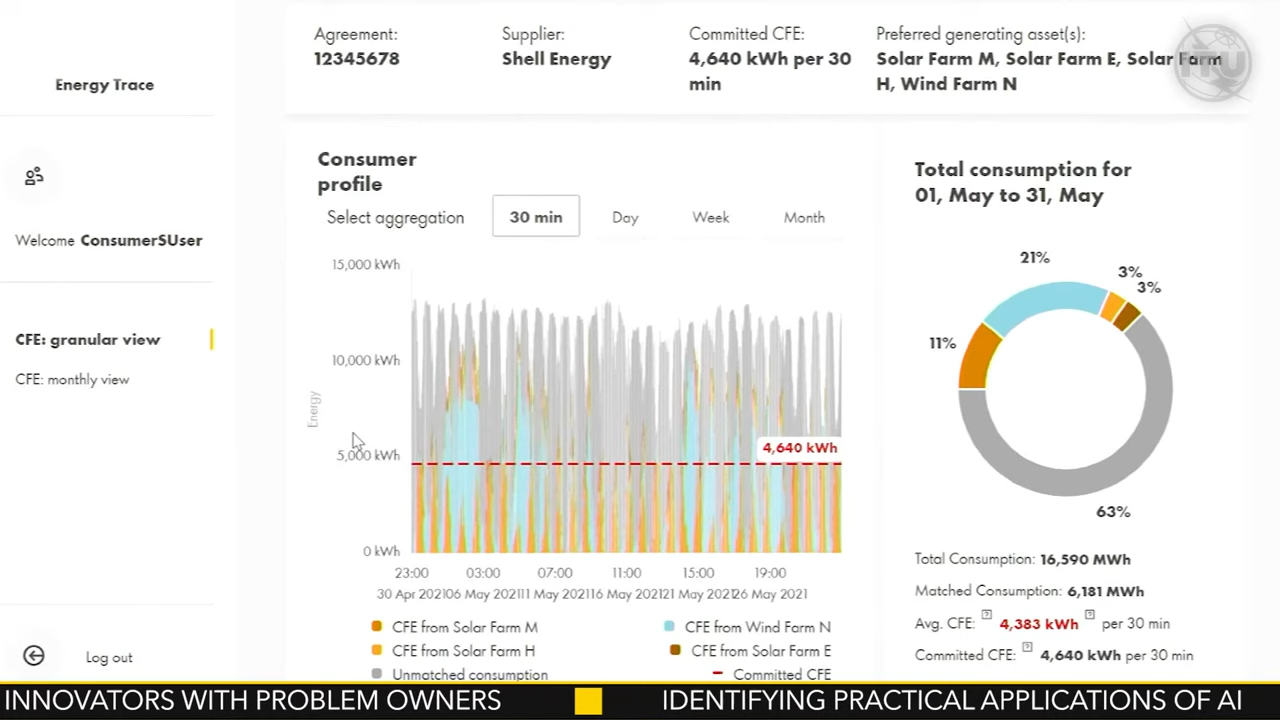 Agreement:
12345678
Supplier:
Shell Energy
Committed CFE:
4,640 kWh per 30
min
Preferred generating asset(s):
Solar Farm M, Solar Farm E, Solar Farm
H, Wind Farm N
ITU
Energy Trace
Welcome ConsumerSUser
CFE: granular view
CFE: monthly view
Log out
Consumer
profile
Select aggregation
30 min
Day
Week
Month
15,000 kWh
10,000 kWh
5,000 kWh
0 kWh
Energy
4,640 kWh
23:00 03:00 07:00 11:00 15:00 19:00
30 Apr 2021 06 May 2021 11 May 2021 16 May 2021 21 May 2021 26 May 2021
CFE from Solar Farm M
CFE from Wind Farm N
CFE from Solar Farm H
CFE from Solar Farm E
Unmatched consumption
Committed CFE
Total consumption for
01, May to 31, May
21%
3%
3%
11%
63%
Total Consumption: 16,590 MWh
Matched Consumption: 6,181 MWh
Avg. CFE: ? 4,383 kWh ? per 30 min
Committed CFE: ? 4,640 kWh per 30 min
INNOVATORS WITH PROBLEM OWNERS
IDENTIFYING PRACTICAL APPLICATIONS OF AI